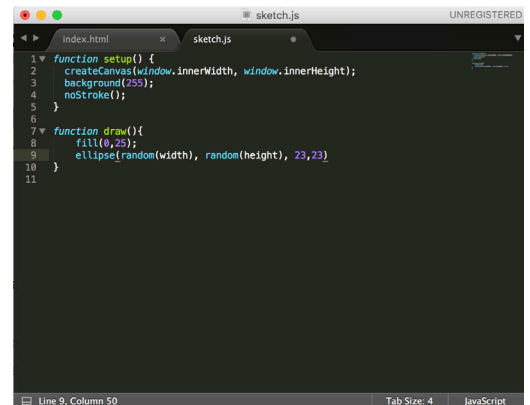 sketch.js
UNREGISTERED
index.html
sketch.js
1 function setup() {
2 createCanvas(window.innerWidth, window.innerHeight);
3 background(255);
4 noStroke();
5 }
6
7 function draw(){
8 fill(0,25);
9 ellipse(random(width), random(height), 23,23)
10 }
11
Line 9, Column 50
Tab Size: 4
JavaScript